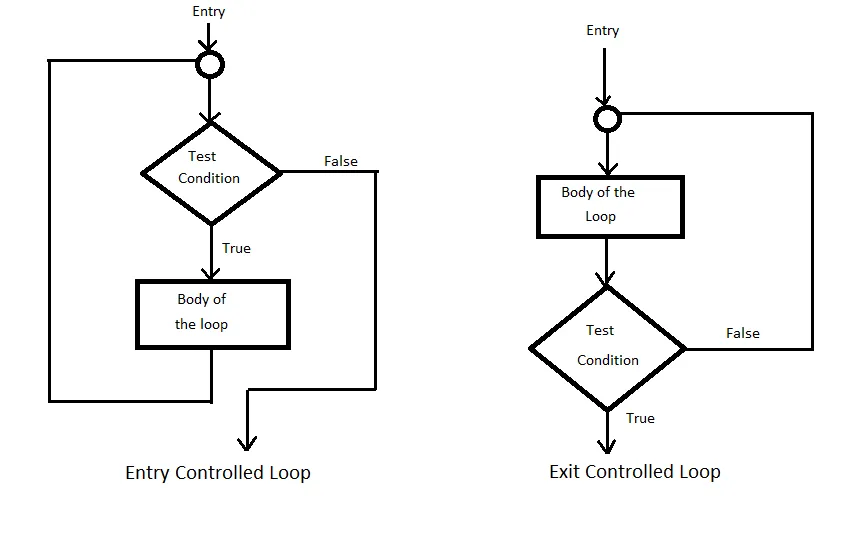 Entry
Test
Condition
False
True
Body of
the loop
Entry Controlled Loop
Entry
Body of the
Loop
Test
Condition
False
True
Exit Controlled Loop